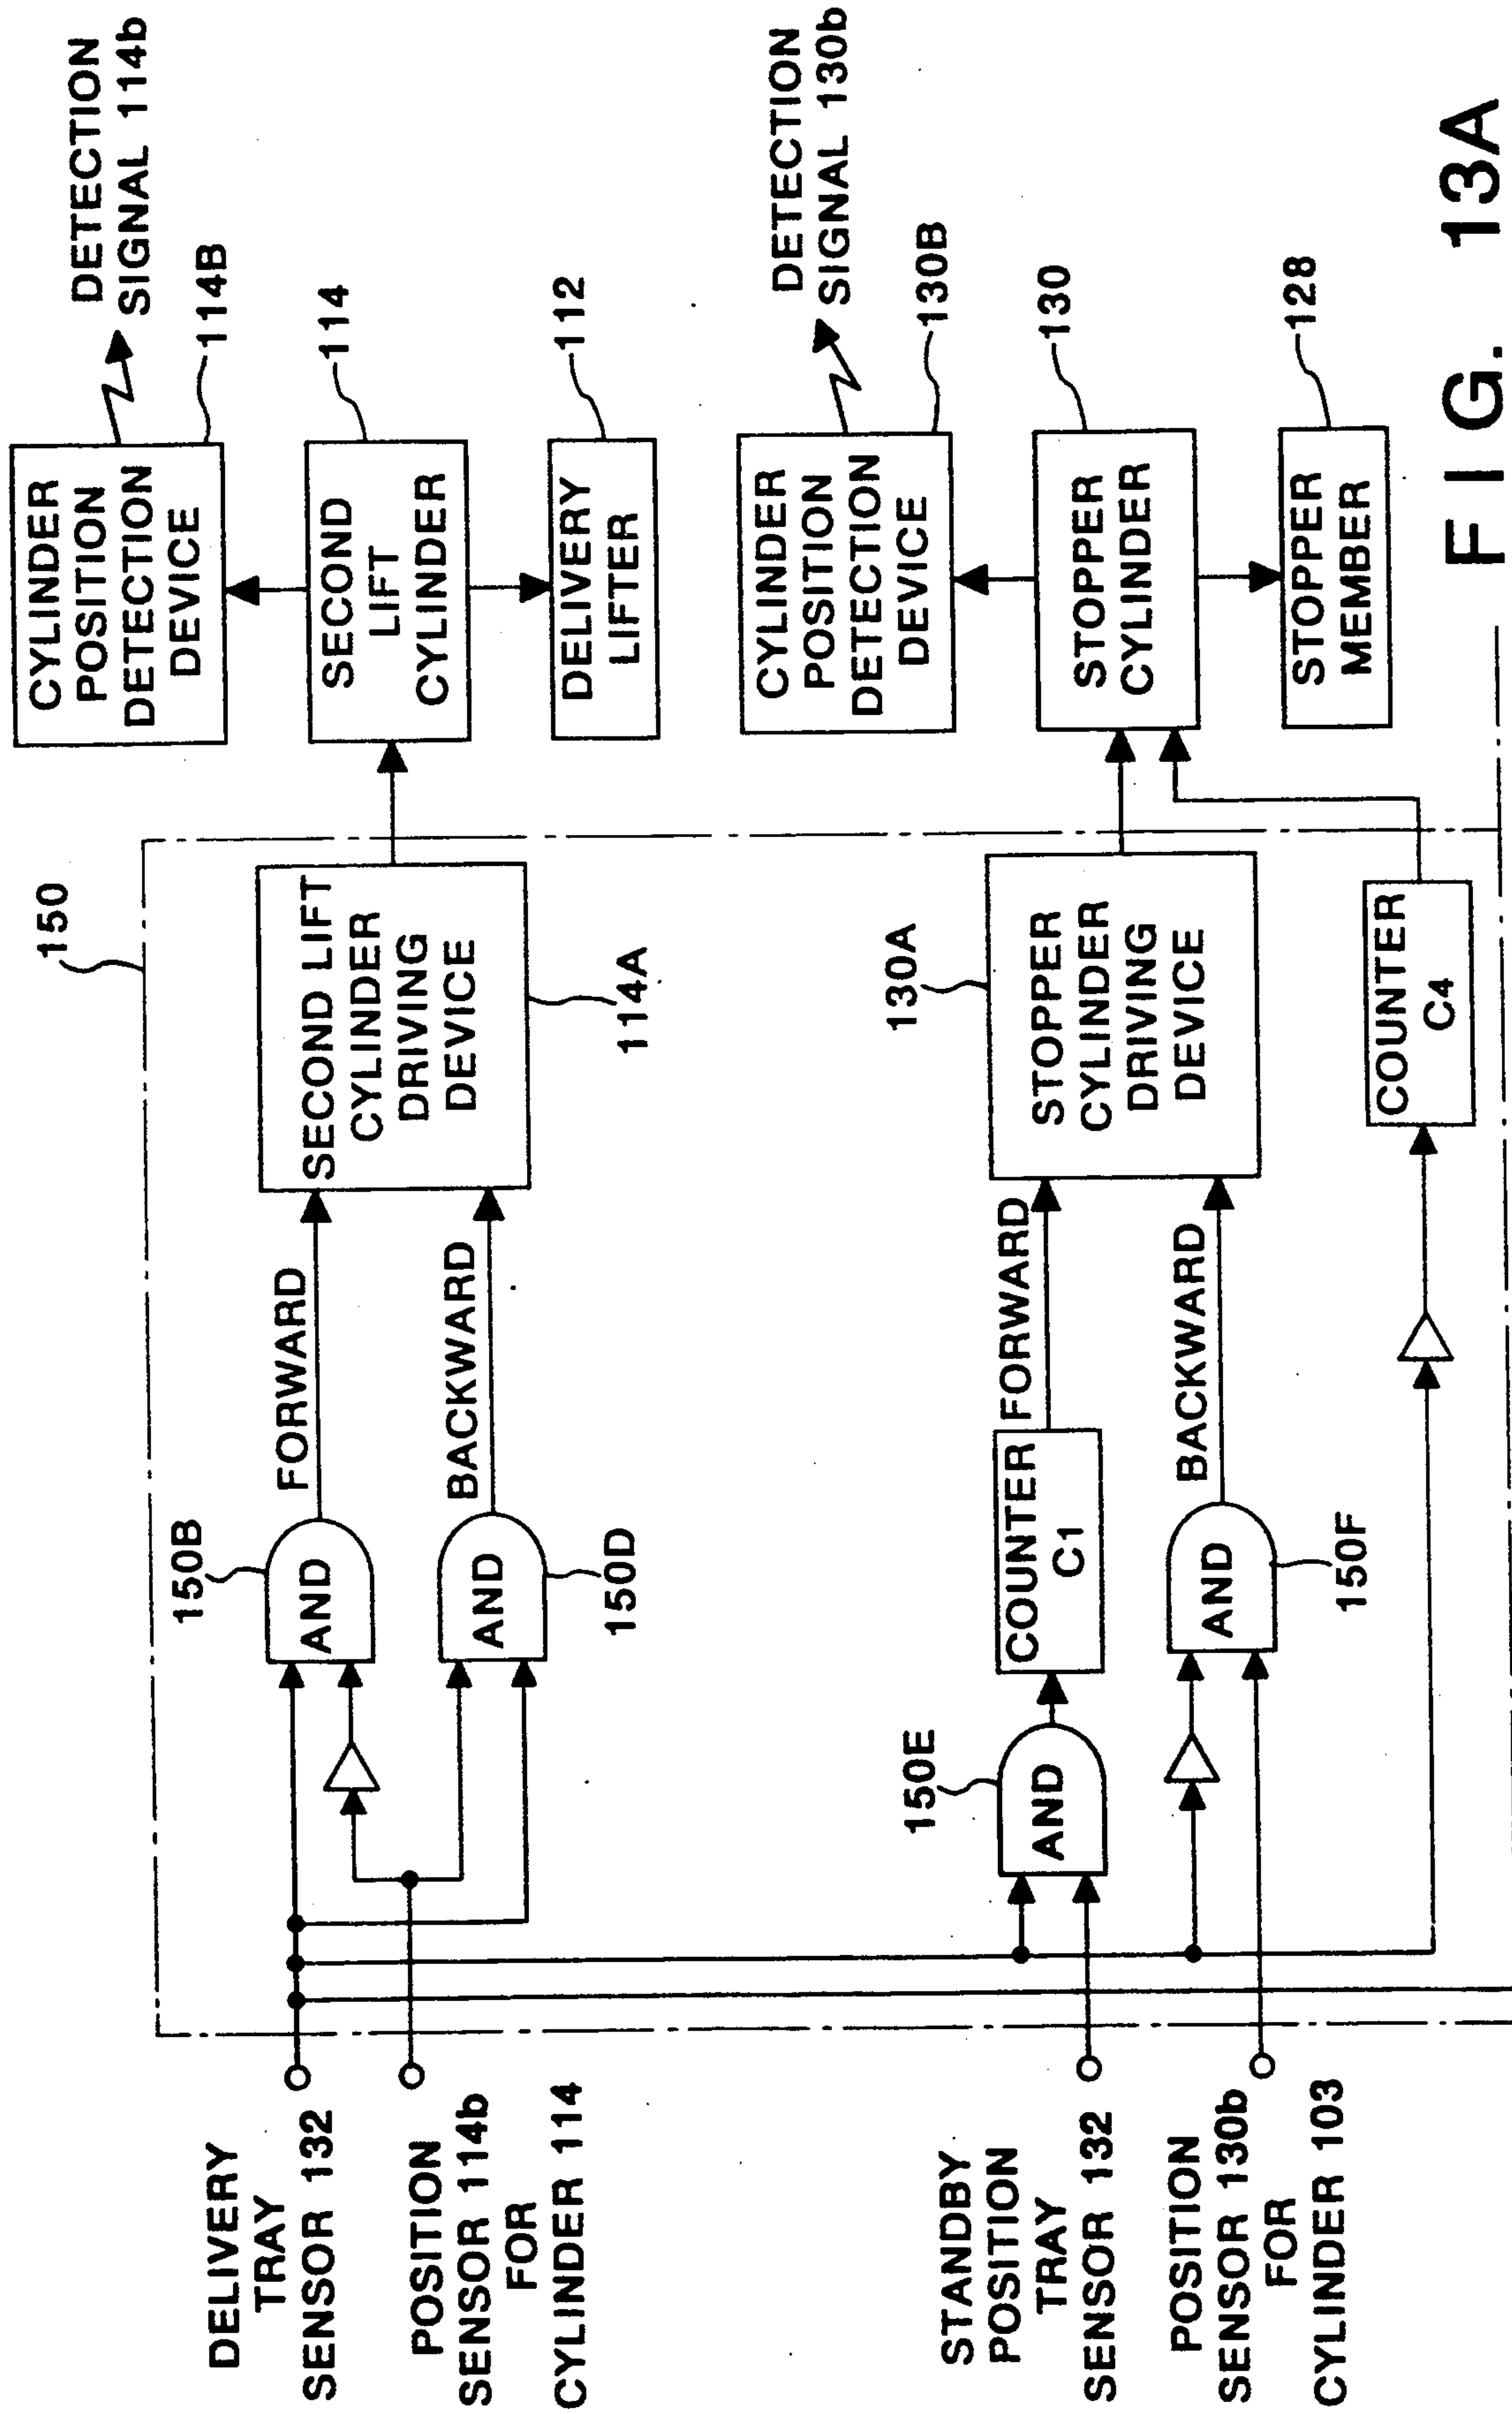 DELIVERY
TRAY
SENSOR 132
POSITION
SENSOR 114b
FOR
CYLINDER 114
STANDBY
POSITION
TRAY
SENSOR 132
POSITION
SENSOR 130b
FOR
CYLINDER 103
150
150B
AND
FORWARD
AND
150D
BACKWARD
SECOND LIFT
CYLINDER
DRIVING
DEVICE
114A
150E
AND
COUNTER
C1
FORWARD
AND
150F
BACKWARD
130A
STOPPER
CYLINDER
DRIVING
DEVICE
COUNTER
C4
CYLINDER
POSITION
DETECTION
DEVICE
DETECTION
SIGNAL 114b
114B
SECOND
LIFT
CYLINDER
114
DELIVERY
LIFTER
112
CYLINDER
POSITION
DETECTION
DEVICE
DETECTION
SIGNAL 130b
130B
STOPPER
CYLINDER
130
STOPPER
MEMBER
128
FIG. 13A